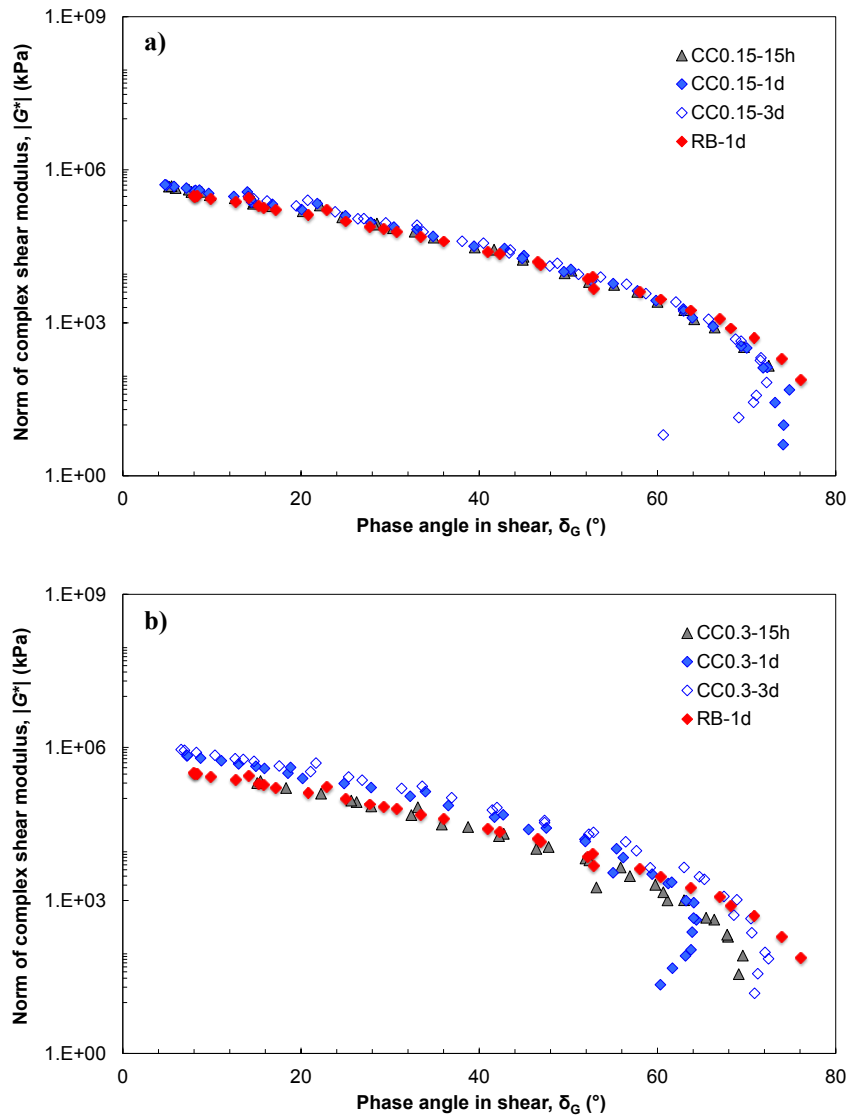 a)
1.E+09
1.E+06
1.E+03
1.E+00
Norm of complex shear modulus, |G*| (kPa)
CC0.15-15h
CC0.15-1d
CC0.15-3d
RB-1d
0 20 40 60 80
Phase angle in shear, δG (°)
b)
1.E+09
1.E+06
1.E+03
1.E+00
Norm of complex shear modulus, |G*| (kPa)
CC0.3-15h
CC0.3-1d
CC0.3-3d
RB-1d
0 20 40 60 80
Phase angle in shear, δG (°)